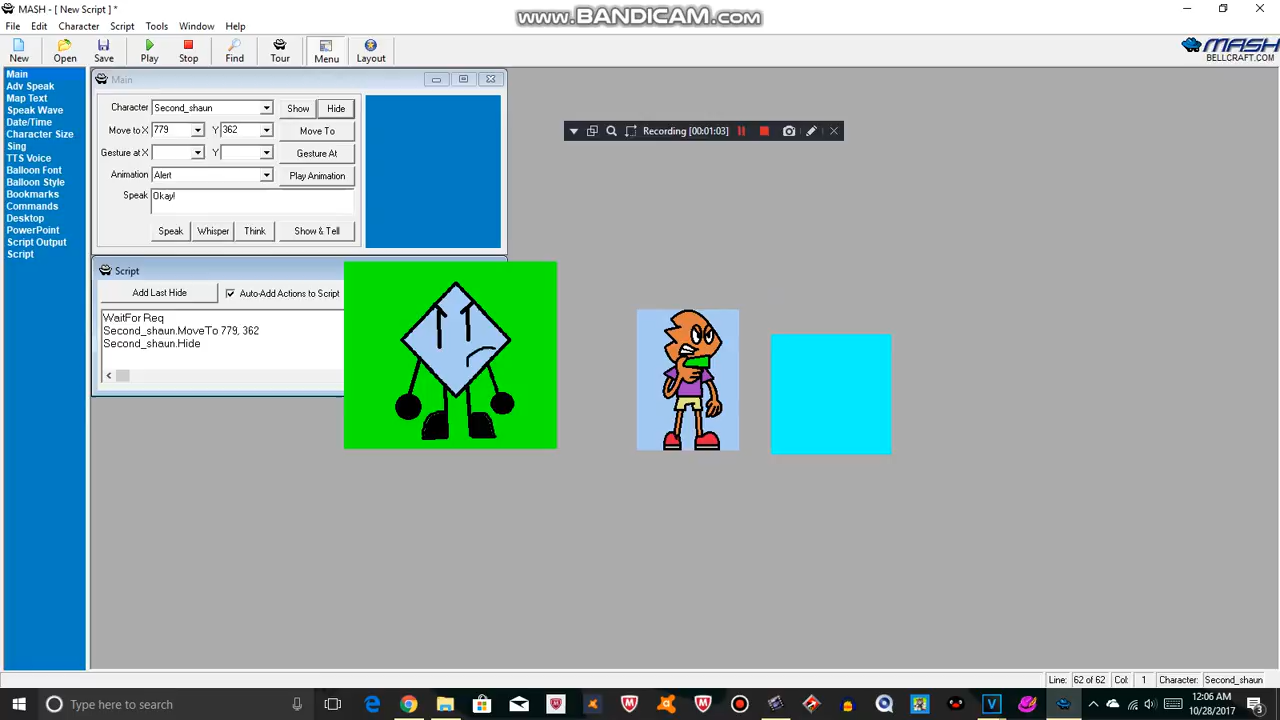 MASH - [ New Script ] *
www.BANDICAM.com
File Edit Character Script Tools Window Help
New Open Save Play Stop Find Tour Menu Layout
MASH
BELLCRAFT.COM
Main
Adv Speak
Map Text
Speak Wave
Date/Time
Character Size
Sing
TTS Voice
Balloon Font
Balloon Style
Bookmarks
Commands
Desktop
PowerPoint
Script Output
Script
Main
Character Second_shaun Show Hide
Move to X 779 Y 362 Move To
Gesture at X Y Gesture At
Animation Alert Play Animation
Speak Okay!
Speak Whisper Think Show & Tell
Recording [00:01:03]
Script
Add Last Hide Auto-Add Actions to Script
WaitFor Req
Second_shaun.MoveTo 779, 362
Second_shaun.Hide
Line: 62 of 62 Col: 1 Character: Second_shaun
Type here to search
12:06 AM
10/28/2017
3